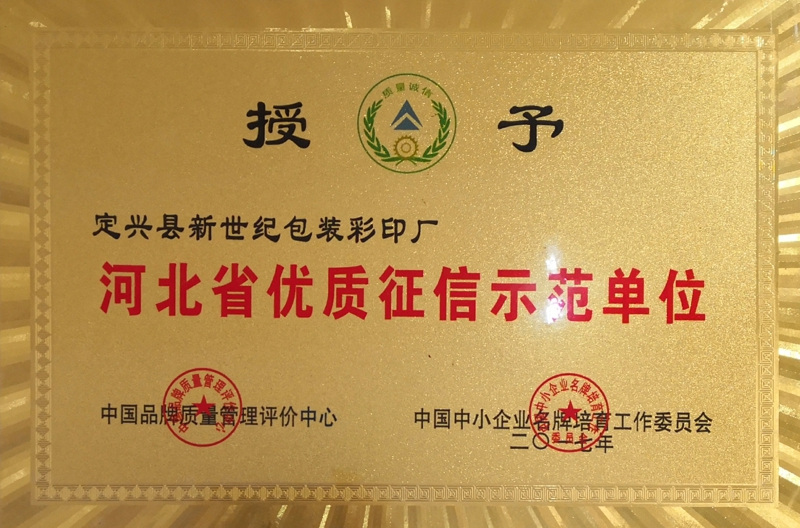 质量诚信
授 予
定兴县新世纪包装彩印厂
河北省优质征信示范单位
中国品牌质量管理评价中心
中国中小企业名牌培育工作委员会
二〇一七年